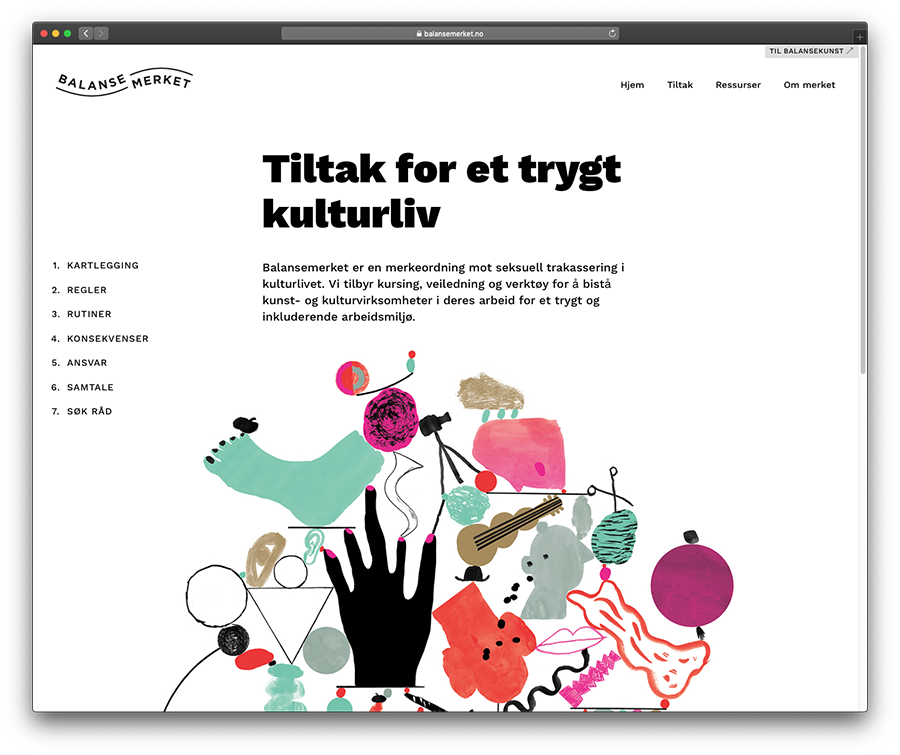 balansemerket.no
TIL BALANSEKUNST
BALANSE MERKET
Hjem Tiltak Ressurser Om merket
Tiltak for et trygt
kulturliv
Balansemerket er en merkeordning mot seksuell trakassering i
kulturlivet. Vi tilbyr kursing, veiledning og verktøy for å bistå
kunst- og kulturvirksomheter i deres arbeid for et trygt og
inkluderende arbeidsmiljø.
1. KARTLEGGING
2. REGLER
3. RUTINER
4. KONSEKVENSER
5. ANSVAR
6. SAMTALE
7. SØK RÅD